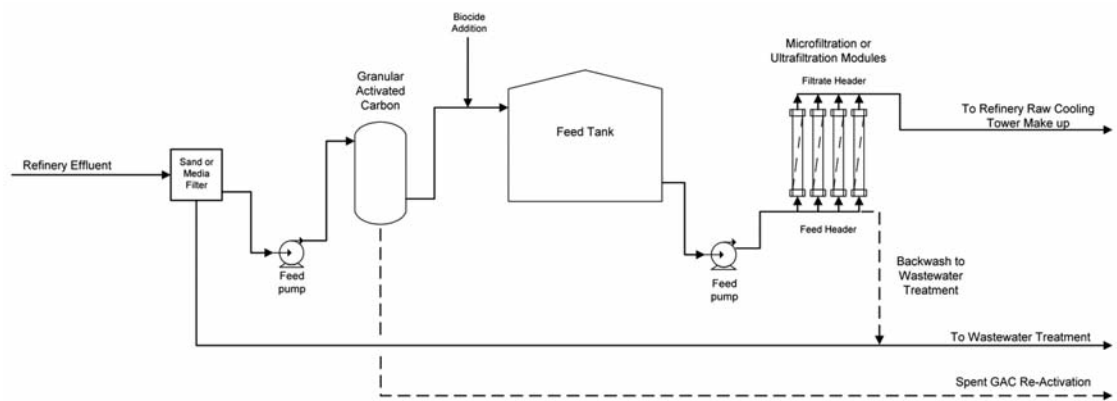 Biocide
Addition
Microfiltration or
Ultrafiltration Modules
Filtrate Header
Granular
Activated
Carbon
To Refinery Raw Cooling
Tower Make up
Feed Tank
Refinery Effluent
Sand or
Media
Filter
Feed Header
Feed
pump
Feed
pump
Backwash to
Wastewater
Treatment
To Wastewater Treatment
Spent GAC Re-Activation